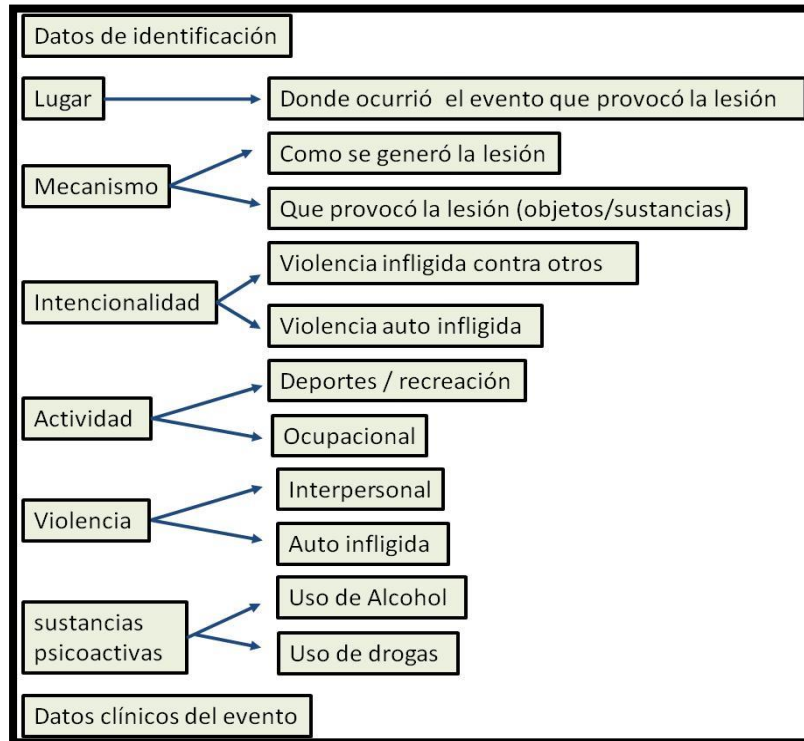 Datos de identificación
Lugar
Donde ocurrió el evento que provocó la lesión
Mecanismo
Como se generó la lesión
Que provocó la lesión (objetos/sustancias)
Intencionalidad
Violencia infligida contra otros
Violencia auto infligida
Actividad
Deportes / recreación
Ocupacional
Violencia
Interpersonal
Auto infligida
sustancias
psicoactivas
Uso de Alcohol
Uso de drogas
Datos clínicos del evento